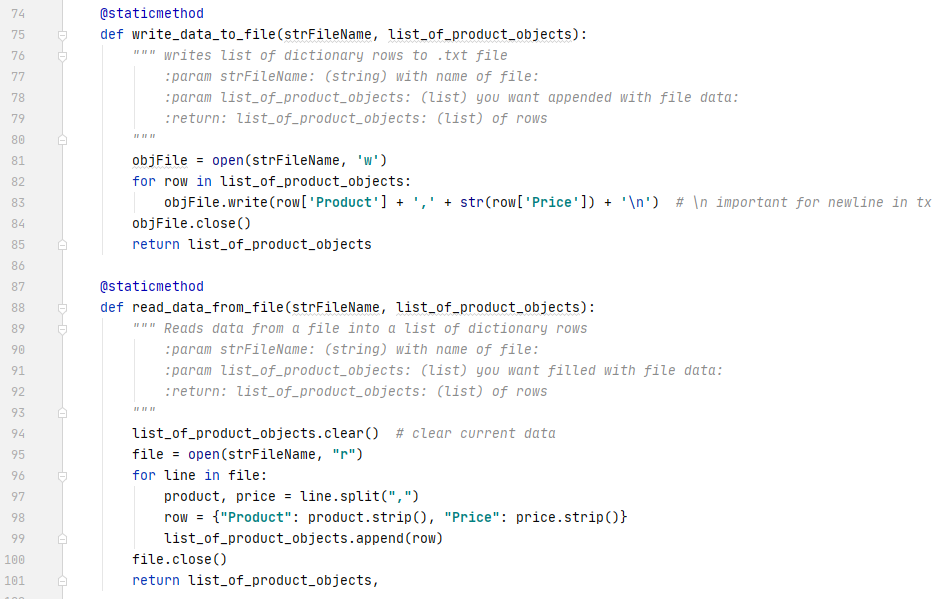 74 @staticmethod
75 def write_data_to_file(strFileName, list_of_product_objects):
76 """ writes list of dictionary rows to .txt file
77 :param strFileName: (string) with name of file:
78 :param list_of_product_objects: (list) you want appended with file data:
79 :return: list_of_product_objects: (list) of rows
80 """
81 objFile = open(strFileName, 'w')
82 for row in list_of_product_objects:
83 objFile.write(row['Product'] + ',' + str(row['Price']) + '\n')  # \n important for newline in tx
84 objFile.close()
85 return list_of_product_objects
86
87 @staticmethod
88 def read_data_from_file(strFileName, list_of_product_objects):
89 """ Reads data from a file into a list of dictionary rows
90 :param strFileName: (string) with name of file:
91 :param list_of_product_objects: (list) you want filled with file data:
92 :return: list_of_product_objects: (list) of rows
93 """
94 list_of_product_objects.clear()  # clear current data
95 file = open(strFileName, "r")
96 for line in file:
97 product, price = line.split(",")
98 row = {"Product": product.strip(), "Price": price.strip()}
99 list_of_product_objects.append(row)
100 file.close()
101 return list_of_product_objects,